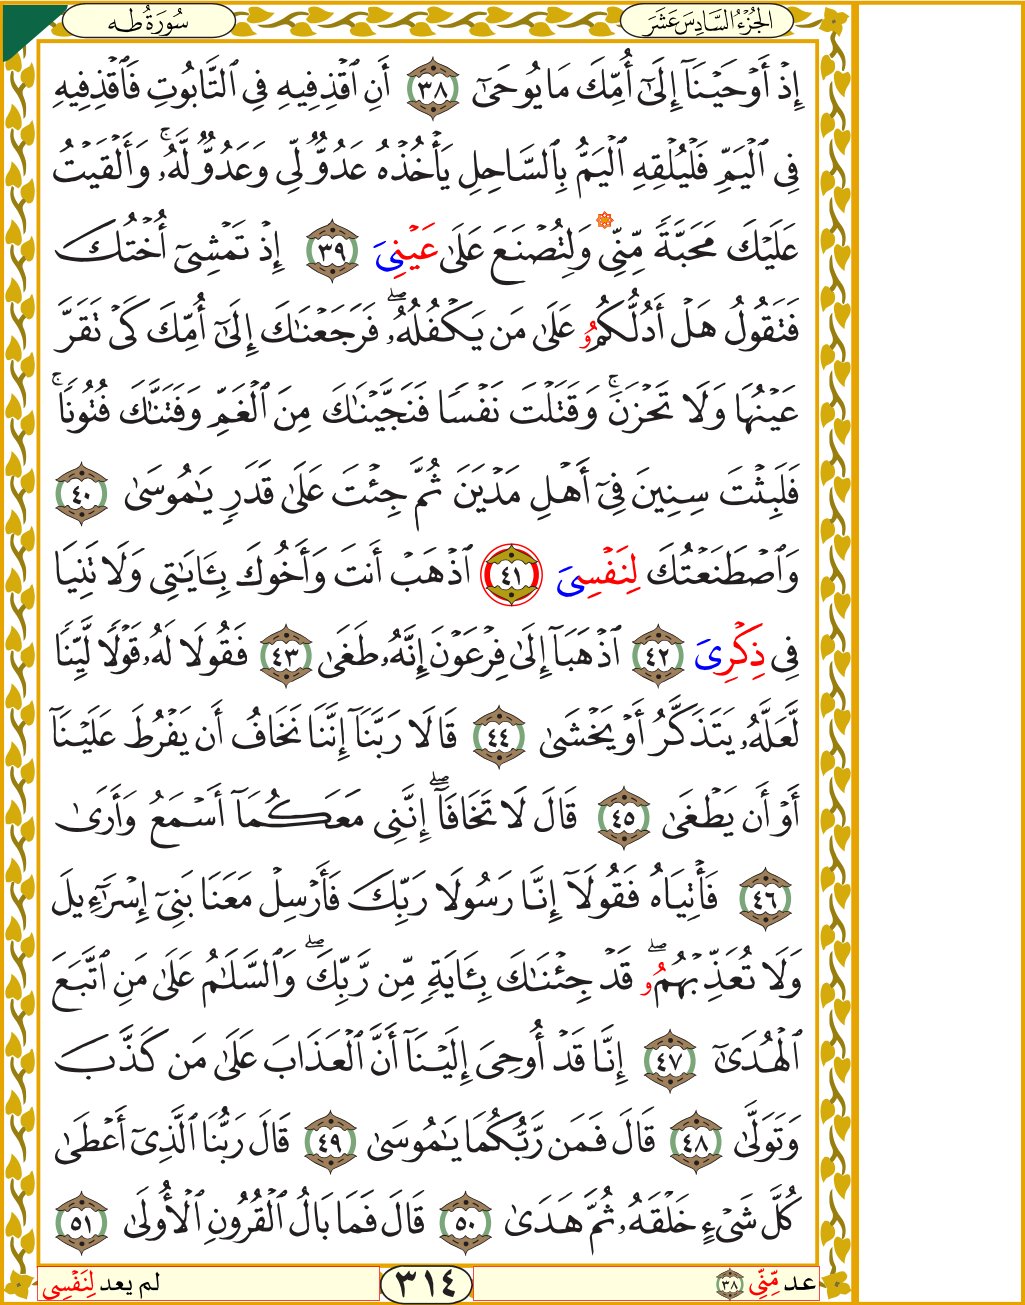 سُورَةُ طه
الجُزْءُ السَّادِسَ عَشَرَ
إِذْ أَوْحَيْنَآ إِلَىٰٓ أُمِّكَ مَا يُوحَىٰٓ ٣٨ أَنِ ٱقْذِفِيهِ فِى ٱلتَّابُوتِ فَٱقْذِفِيهِ
فِى ٱلْيَمِّ فَلْيُلْقِهِ ٱلْيَمُّ بِٱلسَّاحِلِ يَأْخُذْهُ عَدُوٌّ لِّى وَعَدُوٌّ لَّهُۥۚ وَأَلْقَيْتُ
عَلَيْكَ مَحَبَّةً مِّنِّى وَلِتُصْنَعَ عَلَىٰ عَيْنِىَ ٣٩ إِذْ تَمْشِىٓ أُخْتُكَ
فَتَقُولُ هَلْ أَدُلُّكُمُۥ عَلَىٰ مَن يَكْفُلُهُۥۖ فَرَجَعْنَـٰكَ إِلَىٰٓ أُمِّكَ كَىْ تَقَرَّ
عَيْنُهَا وَلَا تَحْزَنَۚ وَقَتَلْتَ نَفْسًا فَنَجَّيْنَـٰكَ مِنَ ٱلْغَمِّ وَفَتَنَّـٰكَ فُتُونًاۚ
فَلَبِثْتَ سِنِينَ فِىٓ أَهْلِ مَدْيَنَ ثُمَّ جِئْتَ عَلَىٰ قَدَرٍ يَـٰمُوسَىٰ ٤٠
وَٱصْطَنَعْتُكَ لِنَفْسِىَ ٤١ ٱذْهَبْ أَنتَ وَأَخُوكَ بِـَٔايَـٰتِى وَلَا تَنِيَا
فِى ذِكْرِىَ ٤٢ ٱذْهَبَآ إِلَىٰ فِرْعَوْنَ إِنَّهُۥ طَغَىٰ ٤٣ فَقُولَا لَهُۥ قَوْلًا لَّيِّنًا
لَّعَلَّهُۥ يَتَذَكَّرُ أَوْ يَخْشَىٰ ٤٤ قَالَا رَبَّنَآ إِنَّنَا نَخَافُ أَن يَفْرُطَ عَلَيْنَآ
أَوْ أَن يَطْغَىٰ ٤٥ قَالَ لَا تَخَافَآۖ إِنَّنِى مَعَكُمَآ أَسْمَعُ وَأَرَىٰ
٤٦ فَأْتِيَاهُ فَقُولَآ إِنَّا رَسُولَا رَبِّكَ فَأَرْسِلْ مَعَنَا بَنِىٓ إِسْرَٰٓءِيلَ
وَلَا تُعَذِّبْهُمُۥۖ قَدْ جِئْنَـٰكَ بِـَٔايَةٍ مِّن رَّبِّكَۖ وَٱلسَّلَـٰمُ عَلَىٰ مَنِ ٱتَّبَعَ
ٱلْهُدَىٰٓ ٤٧ إِنَّا قَدْ أُوحِىَ إِلَيْنَآ أَنَّ ٱلْعَذَابَ عَلَىٰ مَن كَذَّبَ
وَتَوَلَّىٰ ٤٨ قَالَ فَمَن رَّبُّكُمَا يَـٰمُوسَىٰ ٤٩ قَالَ رَبُّنَا ٱلَّذِىٓ أَعْطَىٰ
كُلَّ شَىْءٍ خَلْقَهُۥ ثُمَّ هَدَىٰ ٥٠ قَالَ فَمَا بَالُ ٱلْقُرُونِ ٱلْأُولَىٰ ٥١
عد مِّنِّى ٣٨
٣١٤
لم يعد لِنَفْسِى